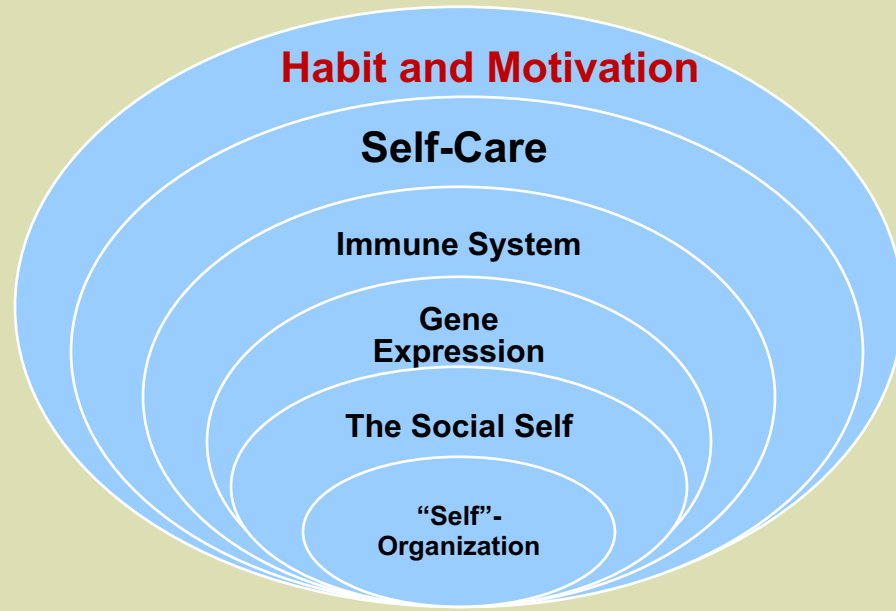 Habit and Motivation
Self-Care
Immune System
Gene
Expression
The Social Self
“Self”-
Organization